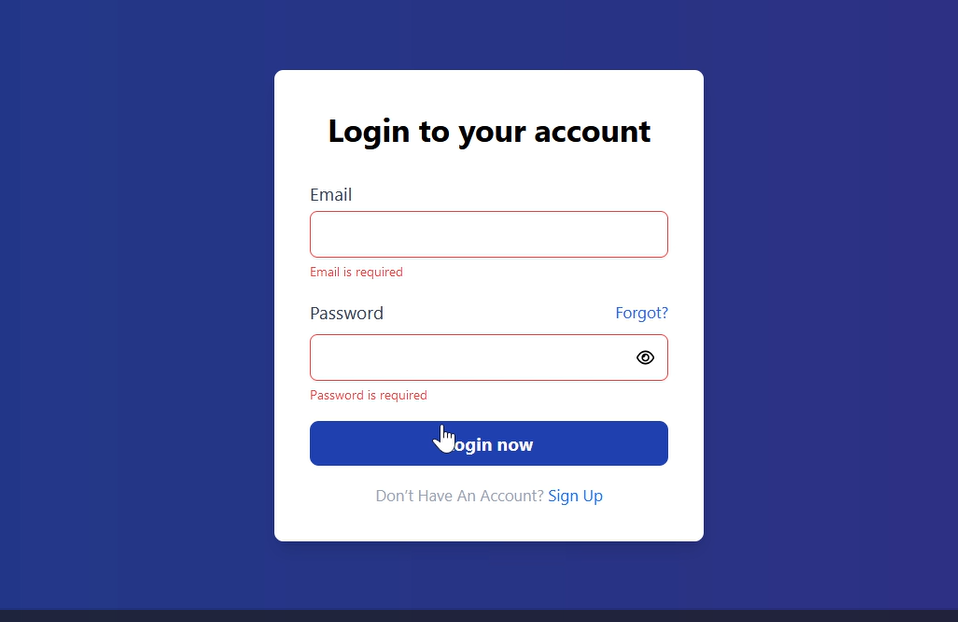 Login to your account
Email
Email is required
Password Forgot?
Password is required
ogin now
Don't Have An Account? Sign Up